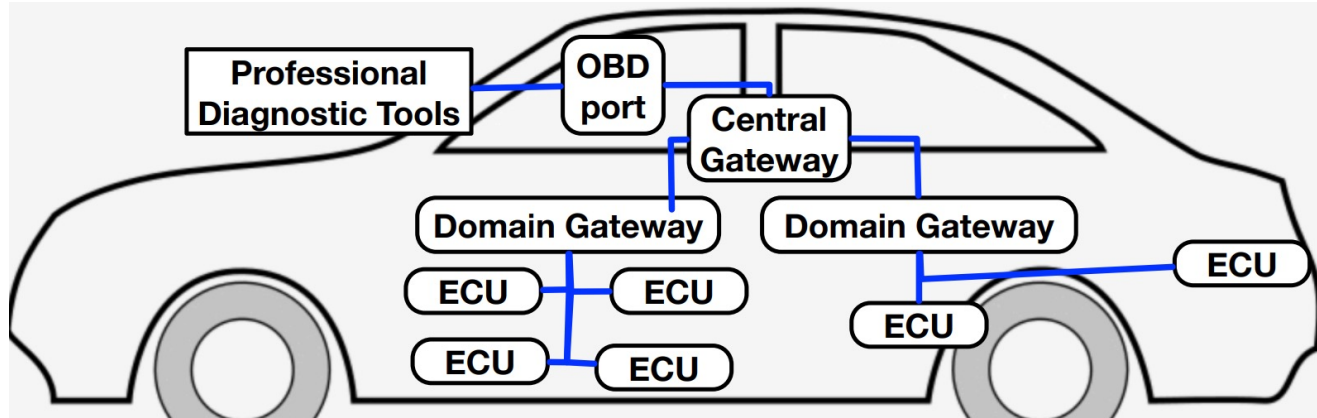 Professional
Diagnostic Tools
OBD
port
Central
Gateway
Domain Gateway
Domain Gateway
ECU
ECU
ECU
ECU
ECU
ECU